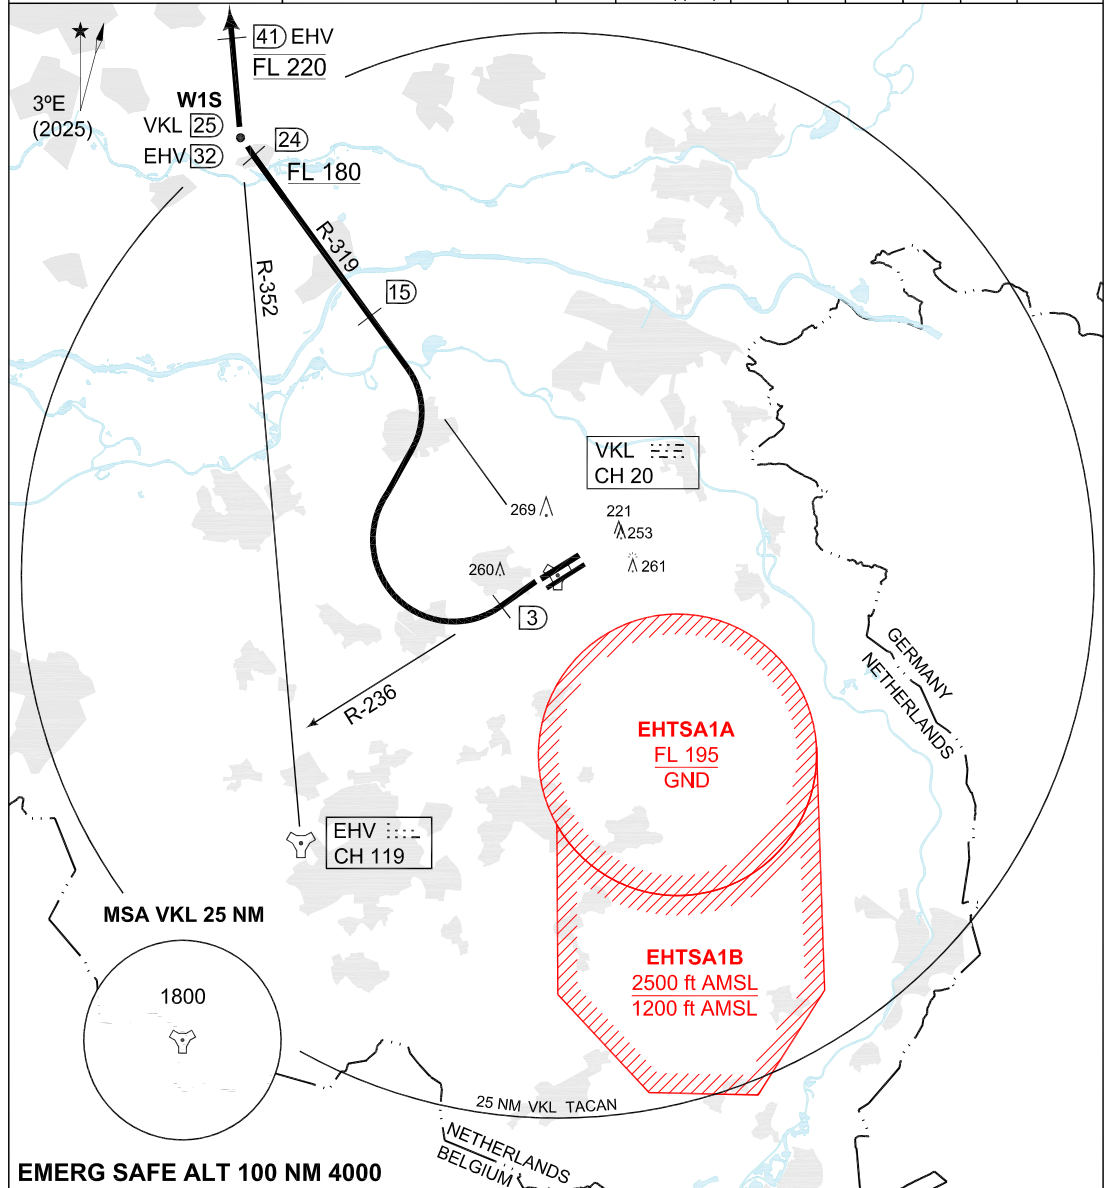 41 EHV
FL 220
3ºE
(2025)
W1S
VKL 25
EHV 32
24
FL 180
R-319
R-352
15
VKL
CH 20
269
221
253
260
261
3
R-236
GERMANY
NETHERLANDS
EHTSA1A
FL 195
GND
EHV
CH 119
MSA VKL 25 NM
1800
EHTSA1B
2500 ft AMSL
1200 ft AMSL
25 NM VKL TACAN
NETHERLANDS
BELGIUM
EMERG SAFE ALT 100 NM 4000